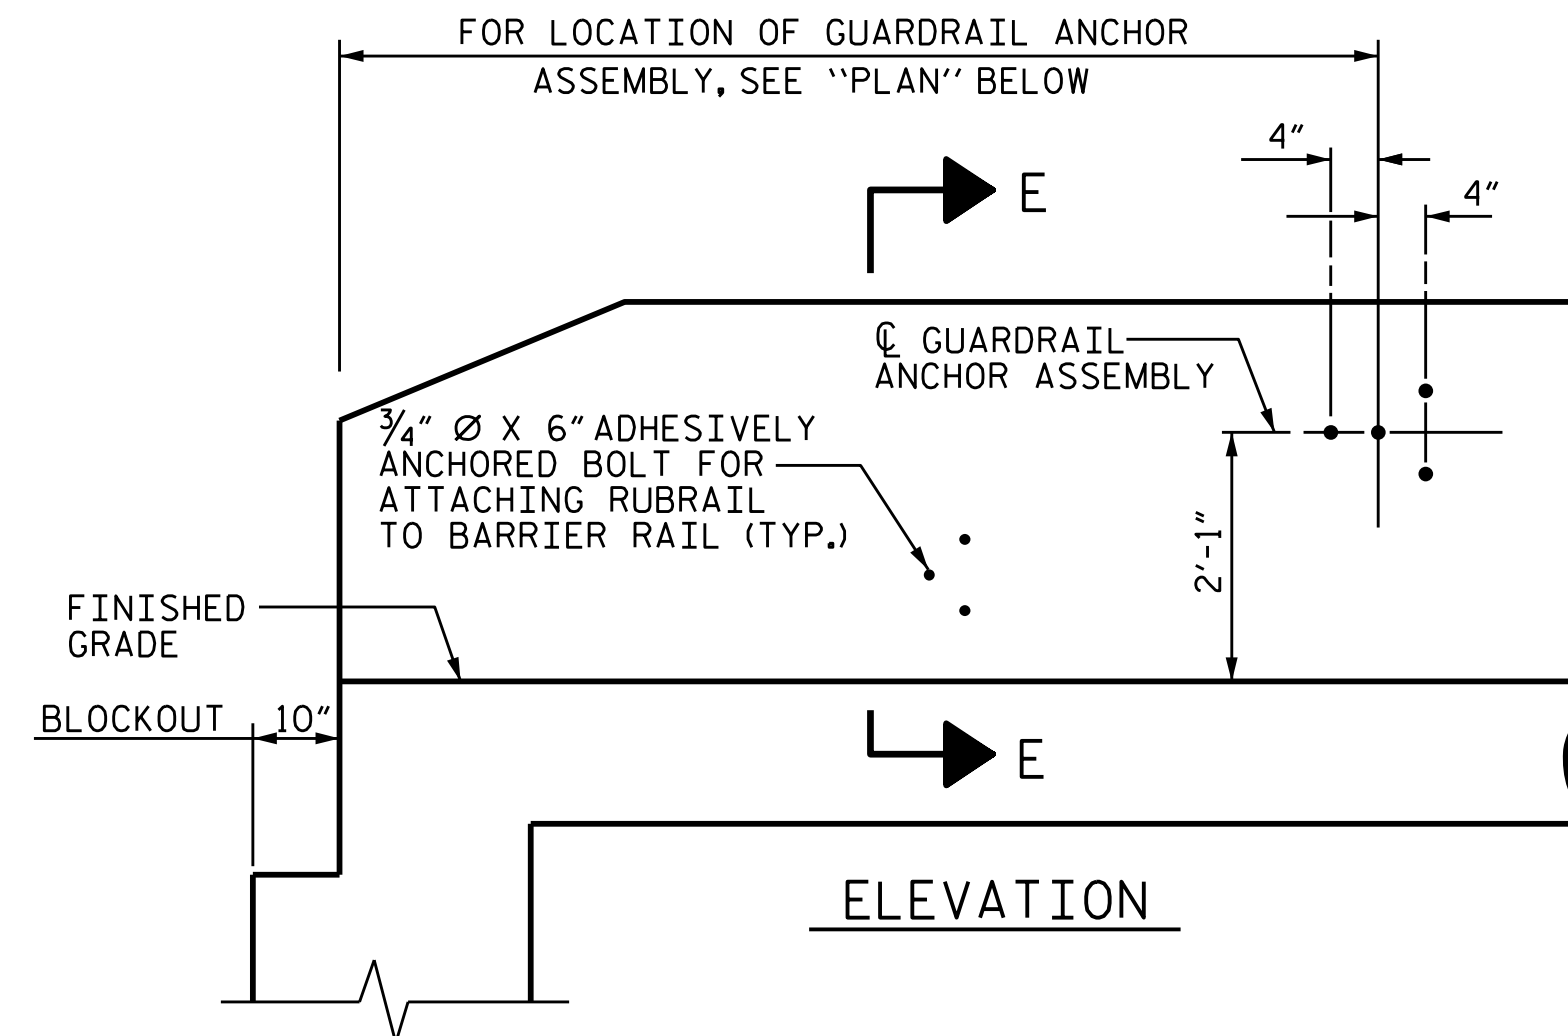 FOR LOCATION OF GUARDRAIL ANCHOR
ASSEMBLY, SEE "PLAN" BELOW
4"
4"
E
℄ GUARDRAIL
ANCHOR ASSEMBLY
3/4" Ø X 6" ADHESIVELY
ANCHORED BOLT FOR
ATTACHING RUBRAIL
TO BARRIER RAIL (TYP.)
2'-1"
FINISHED
GRADE
BLOCKOUT 10"
E
ELEVATION